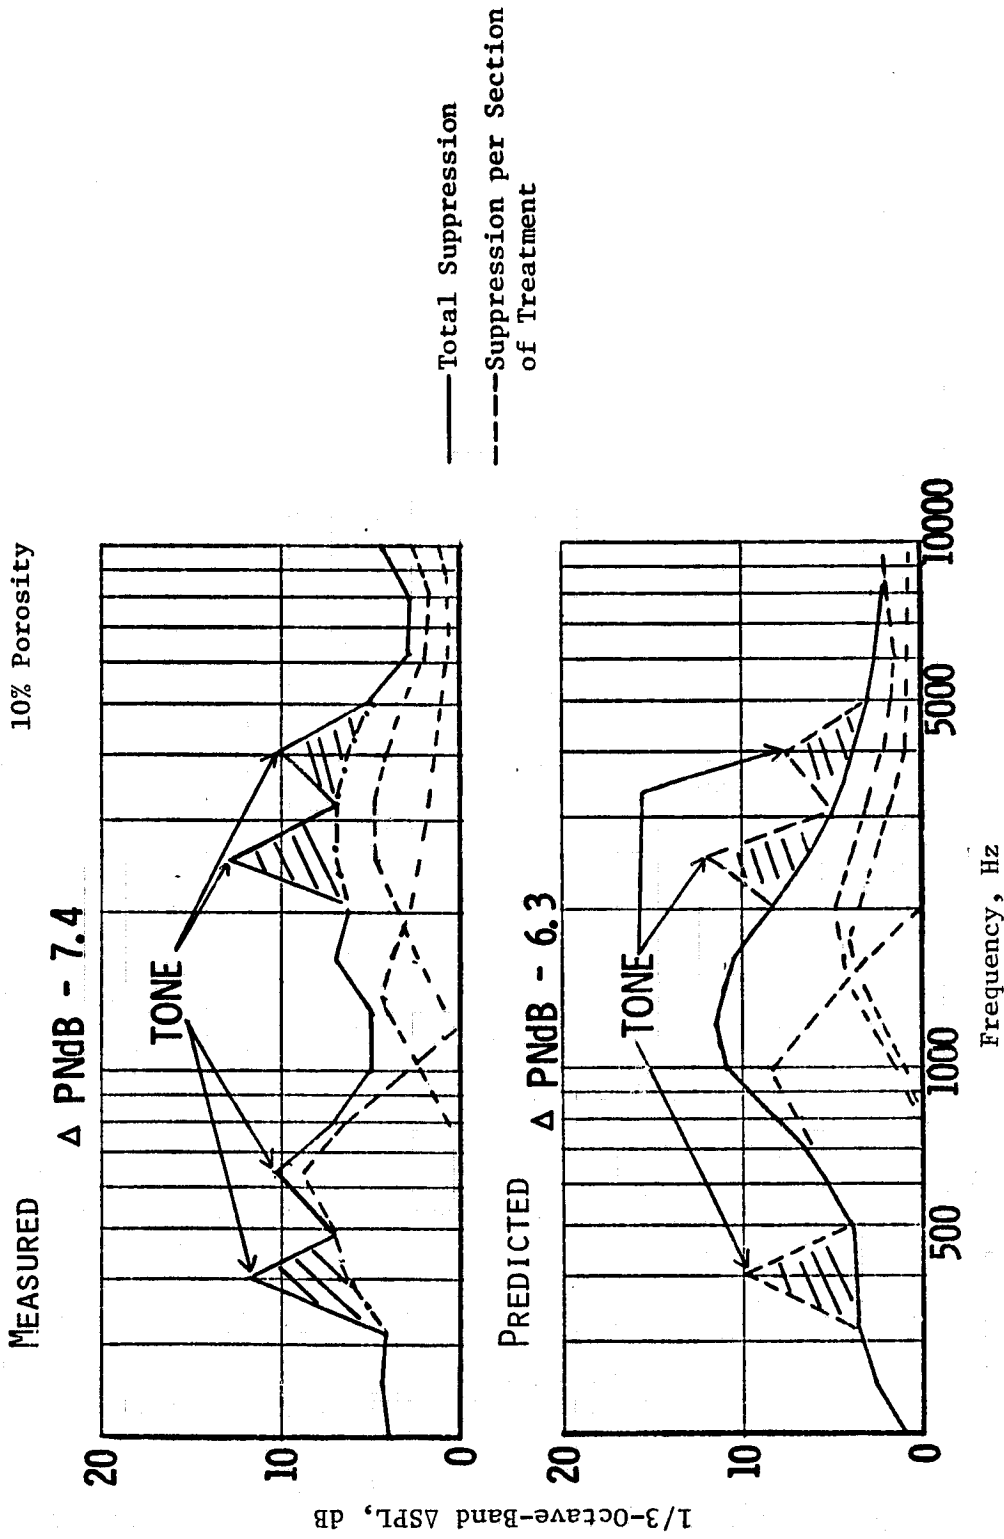 10% Porosity
MEASURED
Δ PNdB - 7.4
TONE
20
10
0
PREDICTED
Δ PNdB - 6.3
TONE
20
10
0
500
1000
5000
10000
1/3-Octave-Band ΔSPL, dB
Frequency, Hz
Total Suppression
Suppression per Section
of Treatment